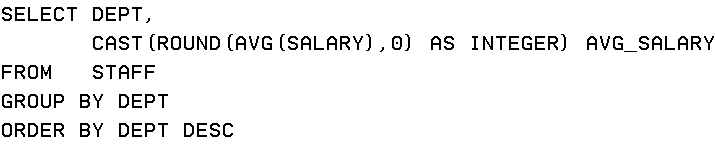 SELECT DEPT,
       CAST(ROUND(AVG(SALARY),0) AS INTEGER) AVG_SALARY
FROM   STAFF
GROUP BY DEPT
ORDER BY DEPT DESC